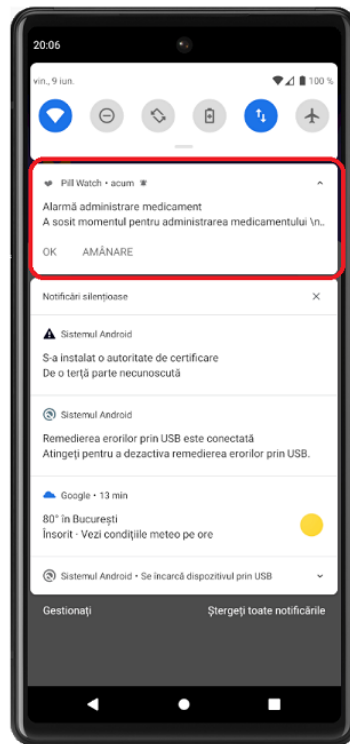 20:06
vin., 9 iun.
100 %
Pill Watch • acum
Alarmă administrare medicament
A sosit momentul pentru administrarea medicamentului \n..
OK AMÂNARE
Notificări silențioase
Sistemul Android
S-a instalat o autoritate de certificare
De o terță parte necunoscută
Sistemul Android
Remedierea erorilor prin USB este conectată
Atingeți pentru a dezactiva remedierea erorilor prin USB.
Google • 13 min
80° în București
Însorit · Vezi condițiile meteo pe ore
Sistemul Android • Se încarcă dispozitivul prin USB
Gestionați Ștergeți toate notificările